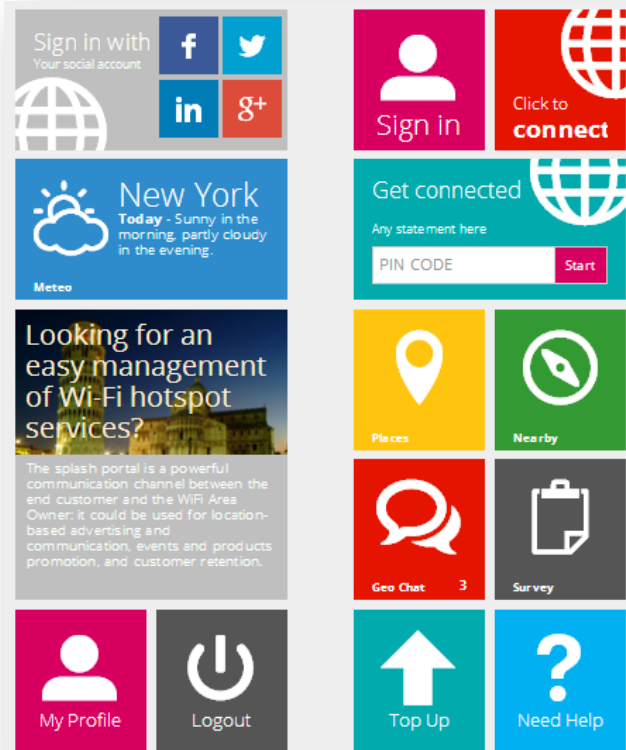 Sign in with
Your social account
f
in
g+
New York
Today - Sunny in the
morning, partly cloudy
in the evening.
Meteo
Looking for an
easy management
of Wi-Fi hotspot
services?
The splash portal is a powerful
communication channel between the
end customer and the WiFi Area
Owner: it could be used for location-
based advertising and
communication, events and products
promotion, and customer retention.
My Profile
Logout
Sign in
Click to
connect
Get connected
Any statement here
PIN CODE
Start
Places
Nearby
Geo Chat 3
Survey
Top Up
?
Need Help